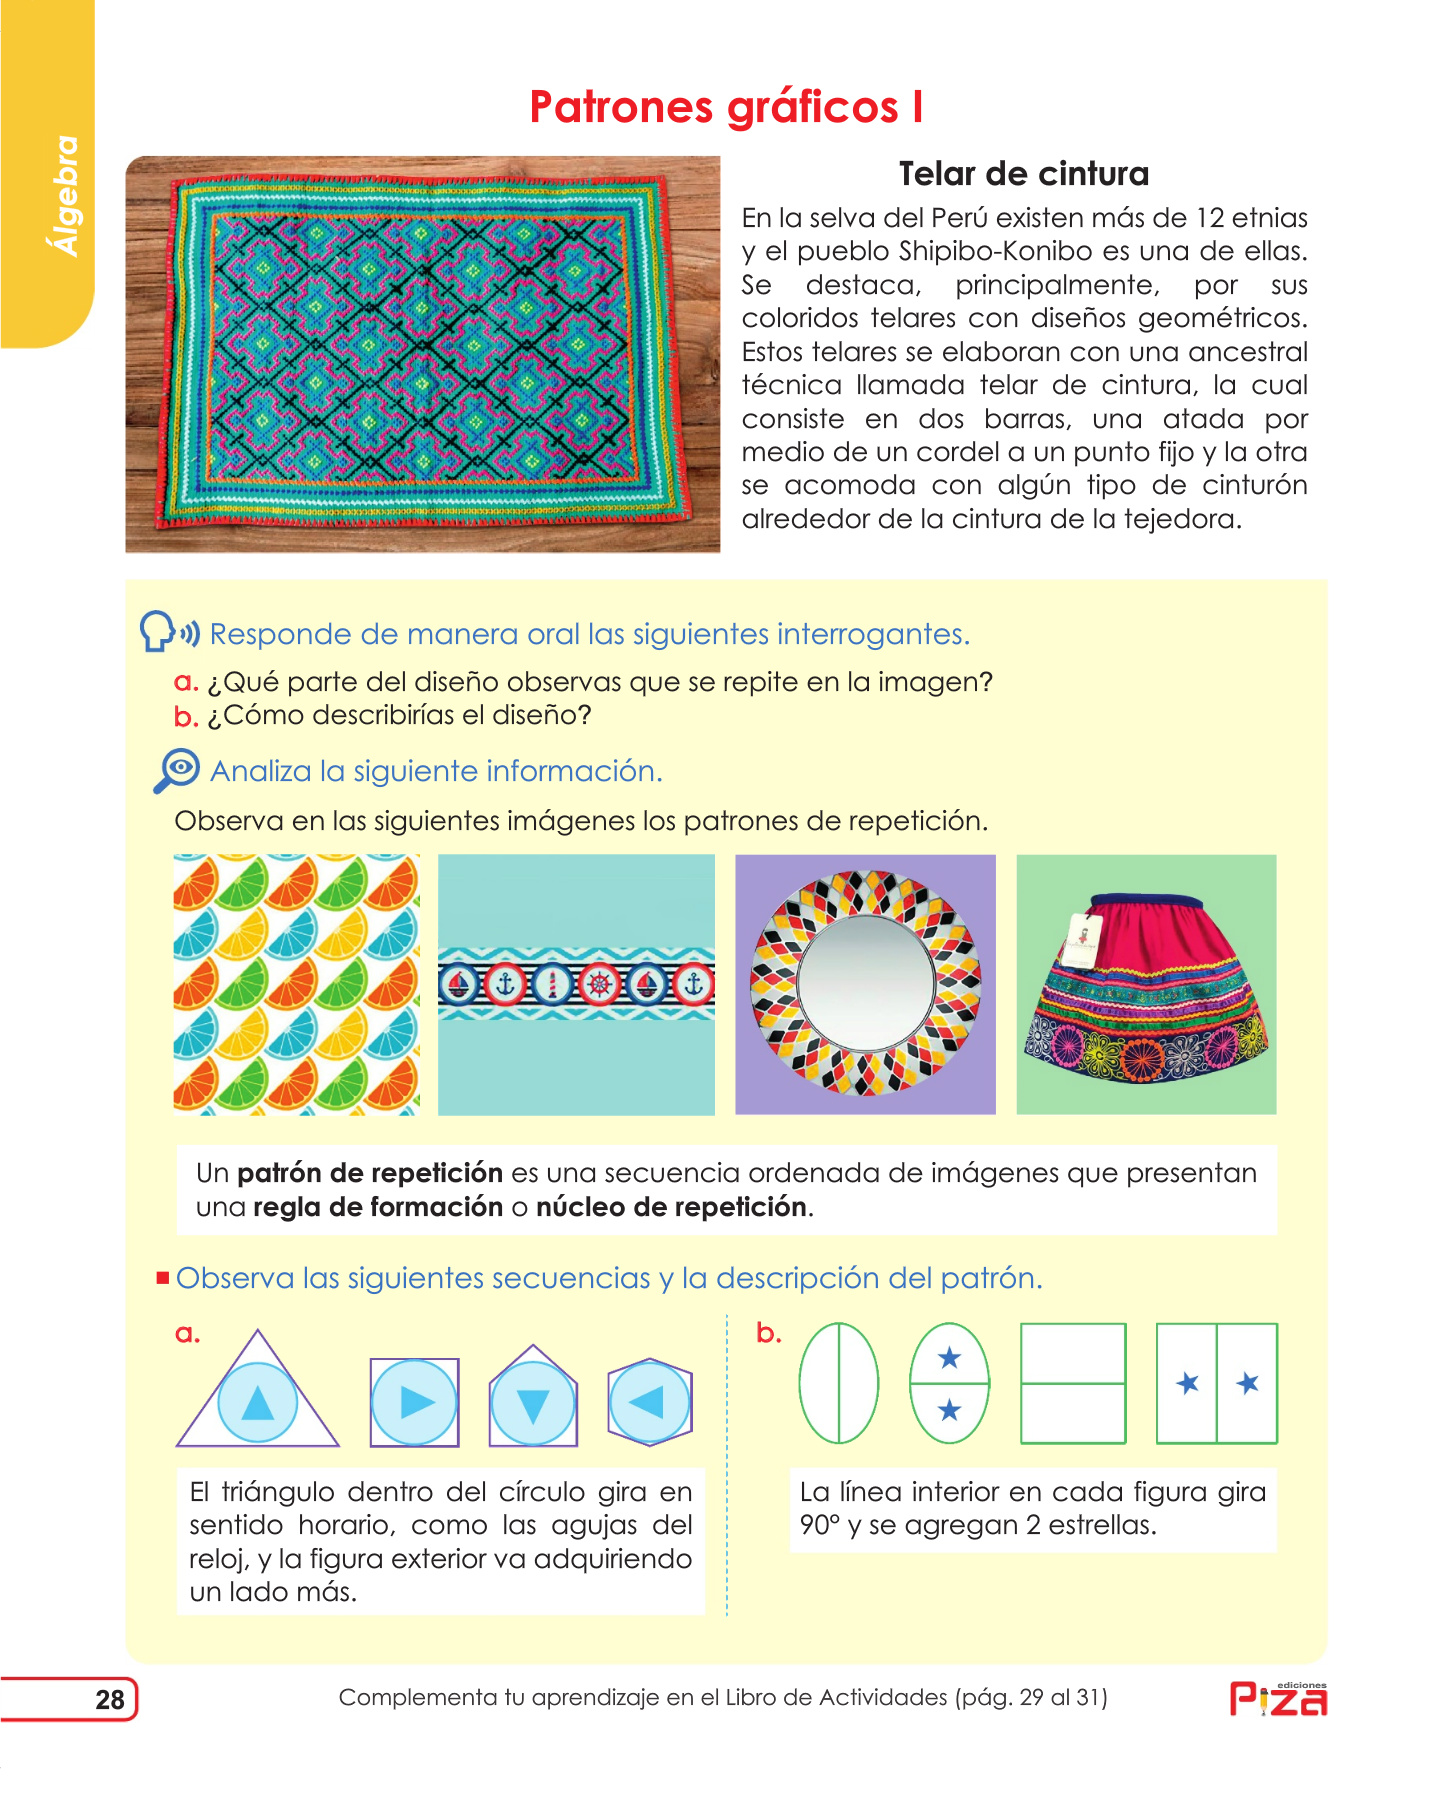 Álgebra
Patrones gráficos I
Telar de cintura
En la selva del Perú existen más de 12 etnias
y el pueblo Shipibo-Konibo es una de ellas.
Se destaca, principalmente, por sus
coloridos telares con diseños geométricos.
Estos telares se elaboran con una ancestral
técnica llamada telar de cintura, la cual
consiste en dos barras, una atada por
medio de un cordel a un punto fijo y la otra
se acomoda con algún tipo de cinturón
alrededor de la cintura de la tejedora.
Responde de manera oral las siguientes interrogantes.
a. ¿Qué parte del diseño observas que se repite en la imagen?
b. ¿Cómo describirías el diseño?
Analiza la siguiente información.
Observa en las siguientes imágenes los patrones de repetición.
Un patrón de repetición es una secuencia ordenada de imágenes que presentan
una regla de formación o núcleo de repetición.
Observa las siguientes secuencias y la descripción del patrón.
a.
El triángulo dentro del círculo gira en
sentido horario, como las agujas del
reloj, y la figura exterior va adquiriendo
un lado más.
b.
La línea interior en cada figura gira
90° y se agregan 2 estrellas.
28
Complementa tu aprendizaje en el Libro de Actividades (pág. 29 al 31)
ediciones
Piza